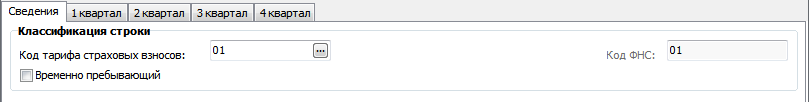 Сведения 1 квартал 2 квартал 3 квартал 4 квартал
Классификация строки
Код тарифа страховых взносов: 01 ... Код ФНС: 01
Временно пребывающий